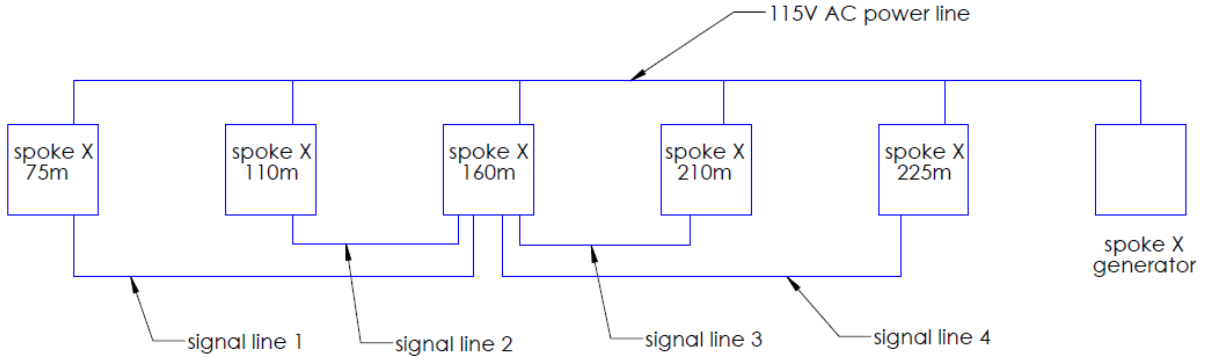 115V AC power line
spoke X
75m
spoke X
110m
spoke X
160m
spoke X
210m
spoke X
225m
spoke X
generator
signal line 1
signal line 2
signal line 3
signal line 4